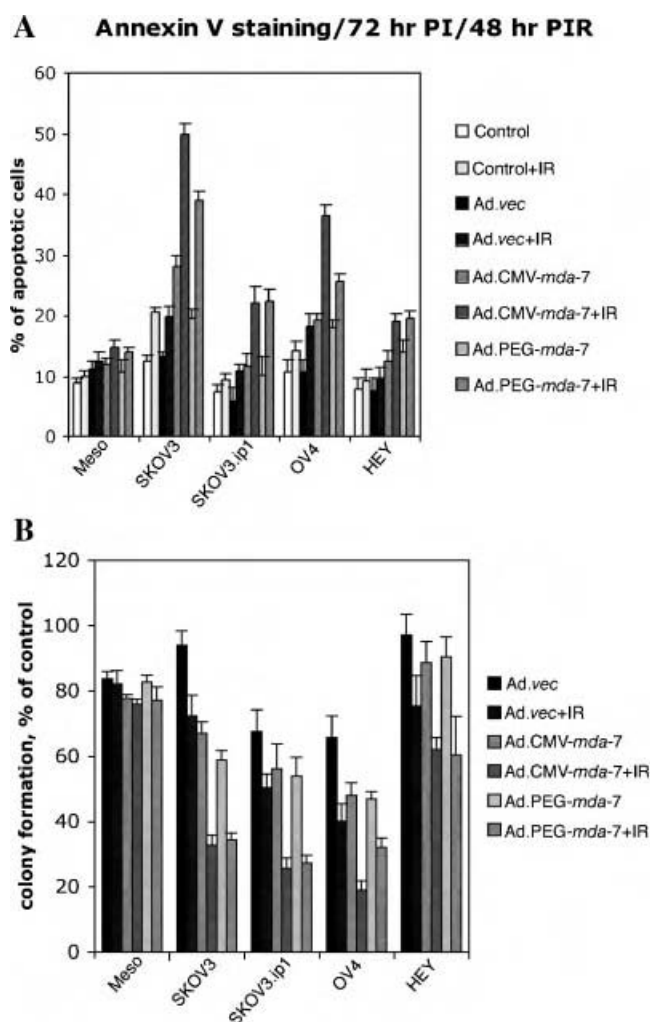 A
Annexin V staining/72 hr PI/48 hr PIR
% of apoptotic cells
60
50
40
30
20
10
0
Meso
SKOV3
SKOV3.ip1
OV4
HEY
Control
Control+IR
Ad.vec
Ad.vec+IR
Ad.CMV-mda-7
Ad.CMV-mda-7+IR
Ad.PEG-mda-7
Ad.PEG-mda-7+IR
B
colony formation, % of control
120
100
80
60
40
20
0
Meso
SKOV3
SKOV3.ip1
OV4
HEY
Ad.vec
Ad.vec+IR
Ad.CMV-mda-7
Ad.CMV-mda-7+IR
Ad.PEG-mda-7
Ad.PEG-mda-7+IR